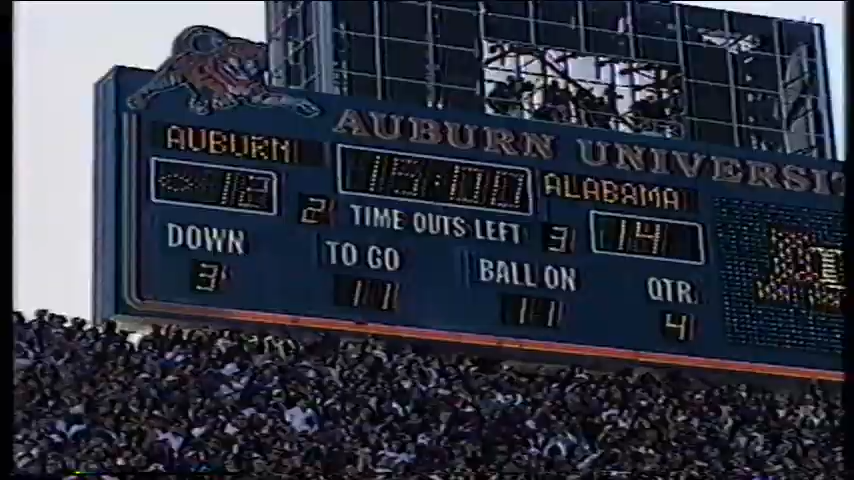 AUBURN UNIVERSIT
AUBURN 15:00 ALABAMA
12 2 TIME OUTS LEFT 3 14
DOWN TO GO BALL ON QTR.
3 11 11 4